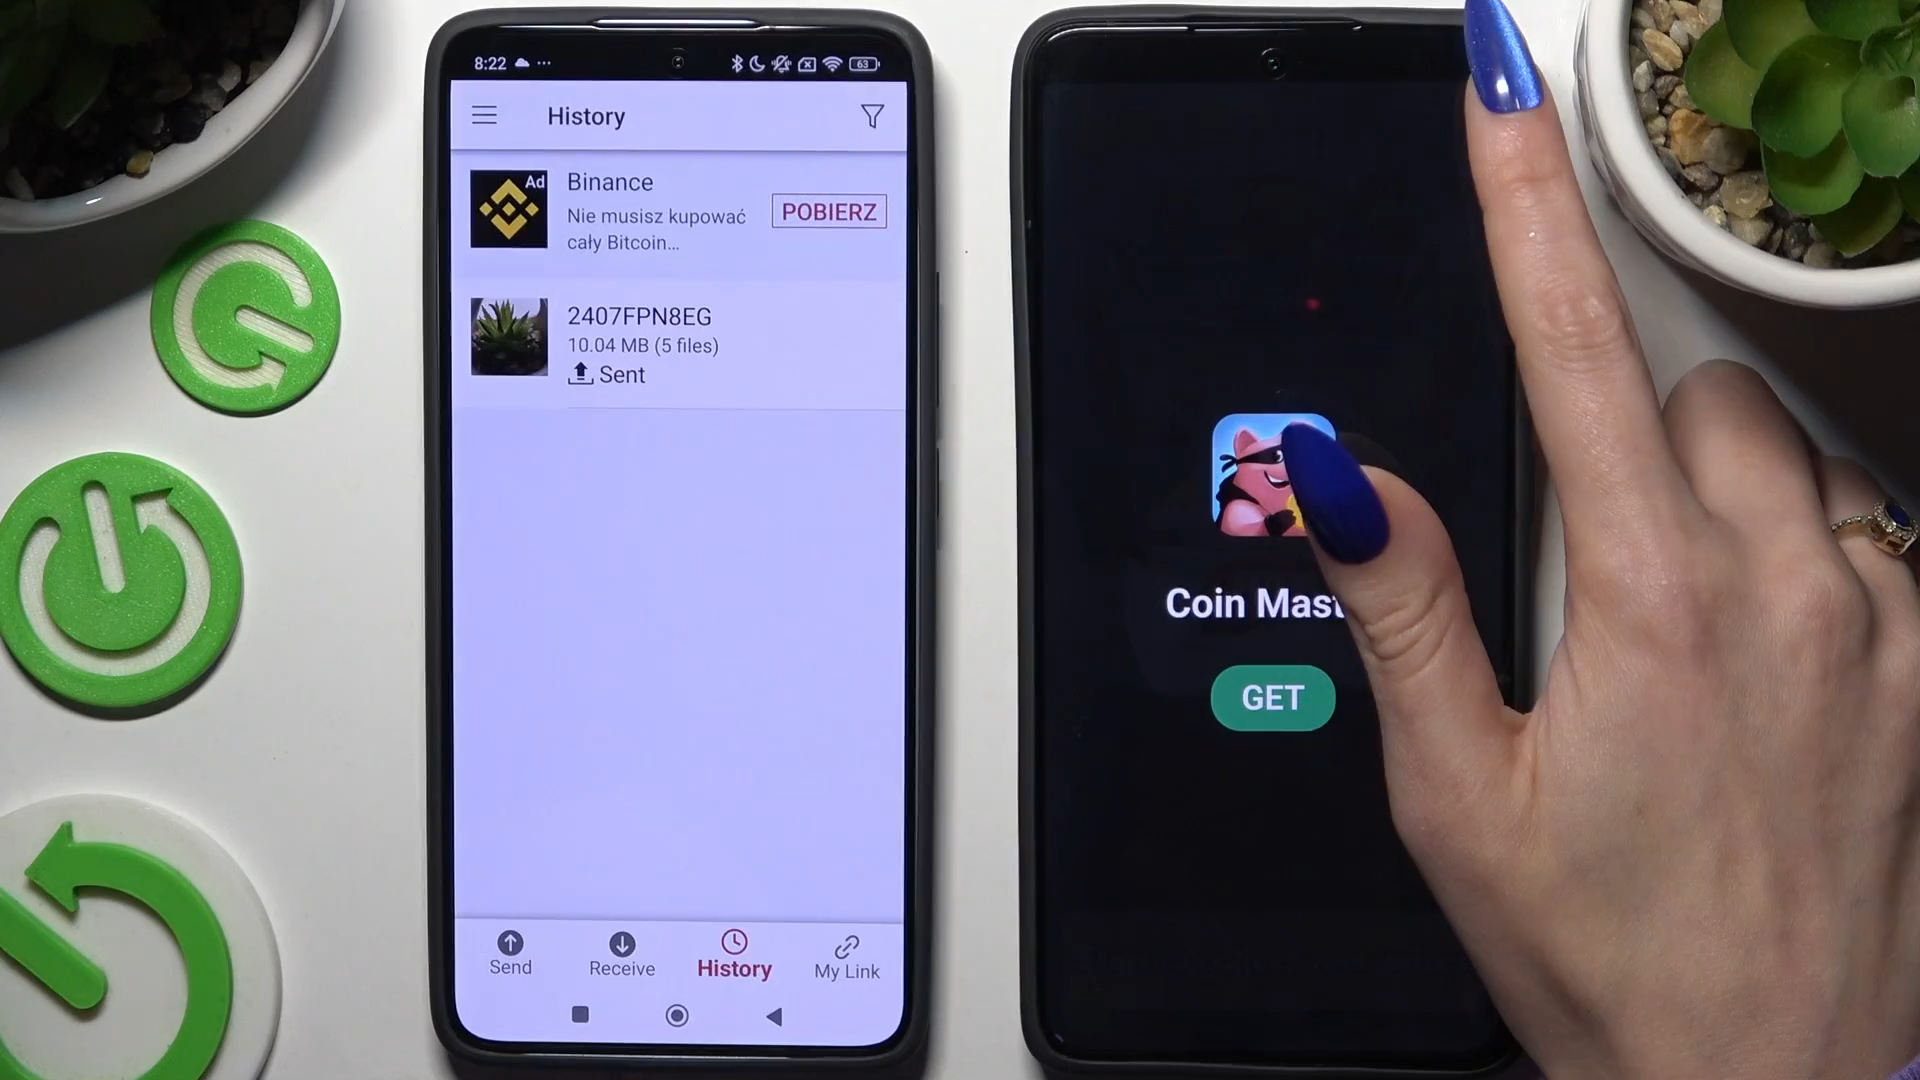 8:22
63
History
Ad
Binance
Nie musisz kupować
cały Bitcoin...
POBIERZ
2407FPN8EG
10.04 MB (5 files)
Sent
Send
Receive
History
My Link
Coin Mast
GET